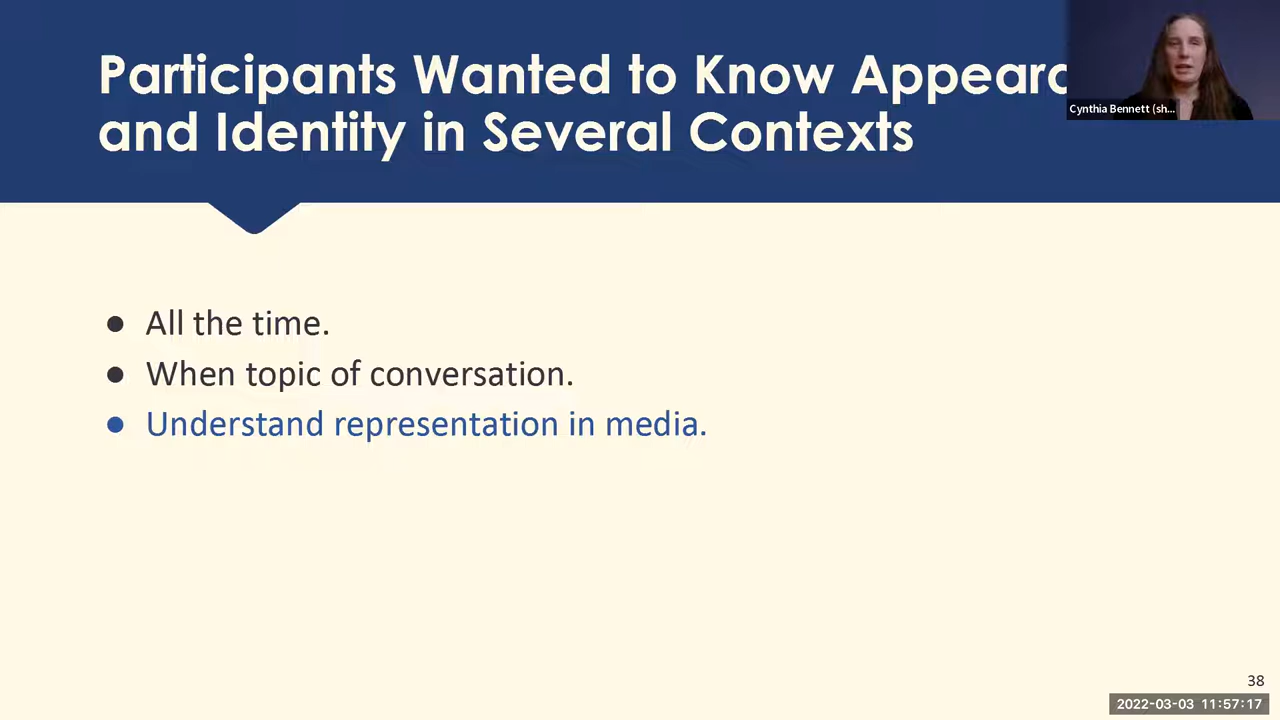 Participants Wanted to Know Appeara
and Identity in Several Contexts
Cynthia Bennett (sh...
● All the time.
● When topic of conversation.
● Understand representation in media.
38
2022-03-03 11:57:17